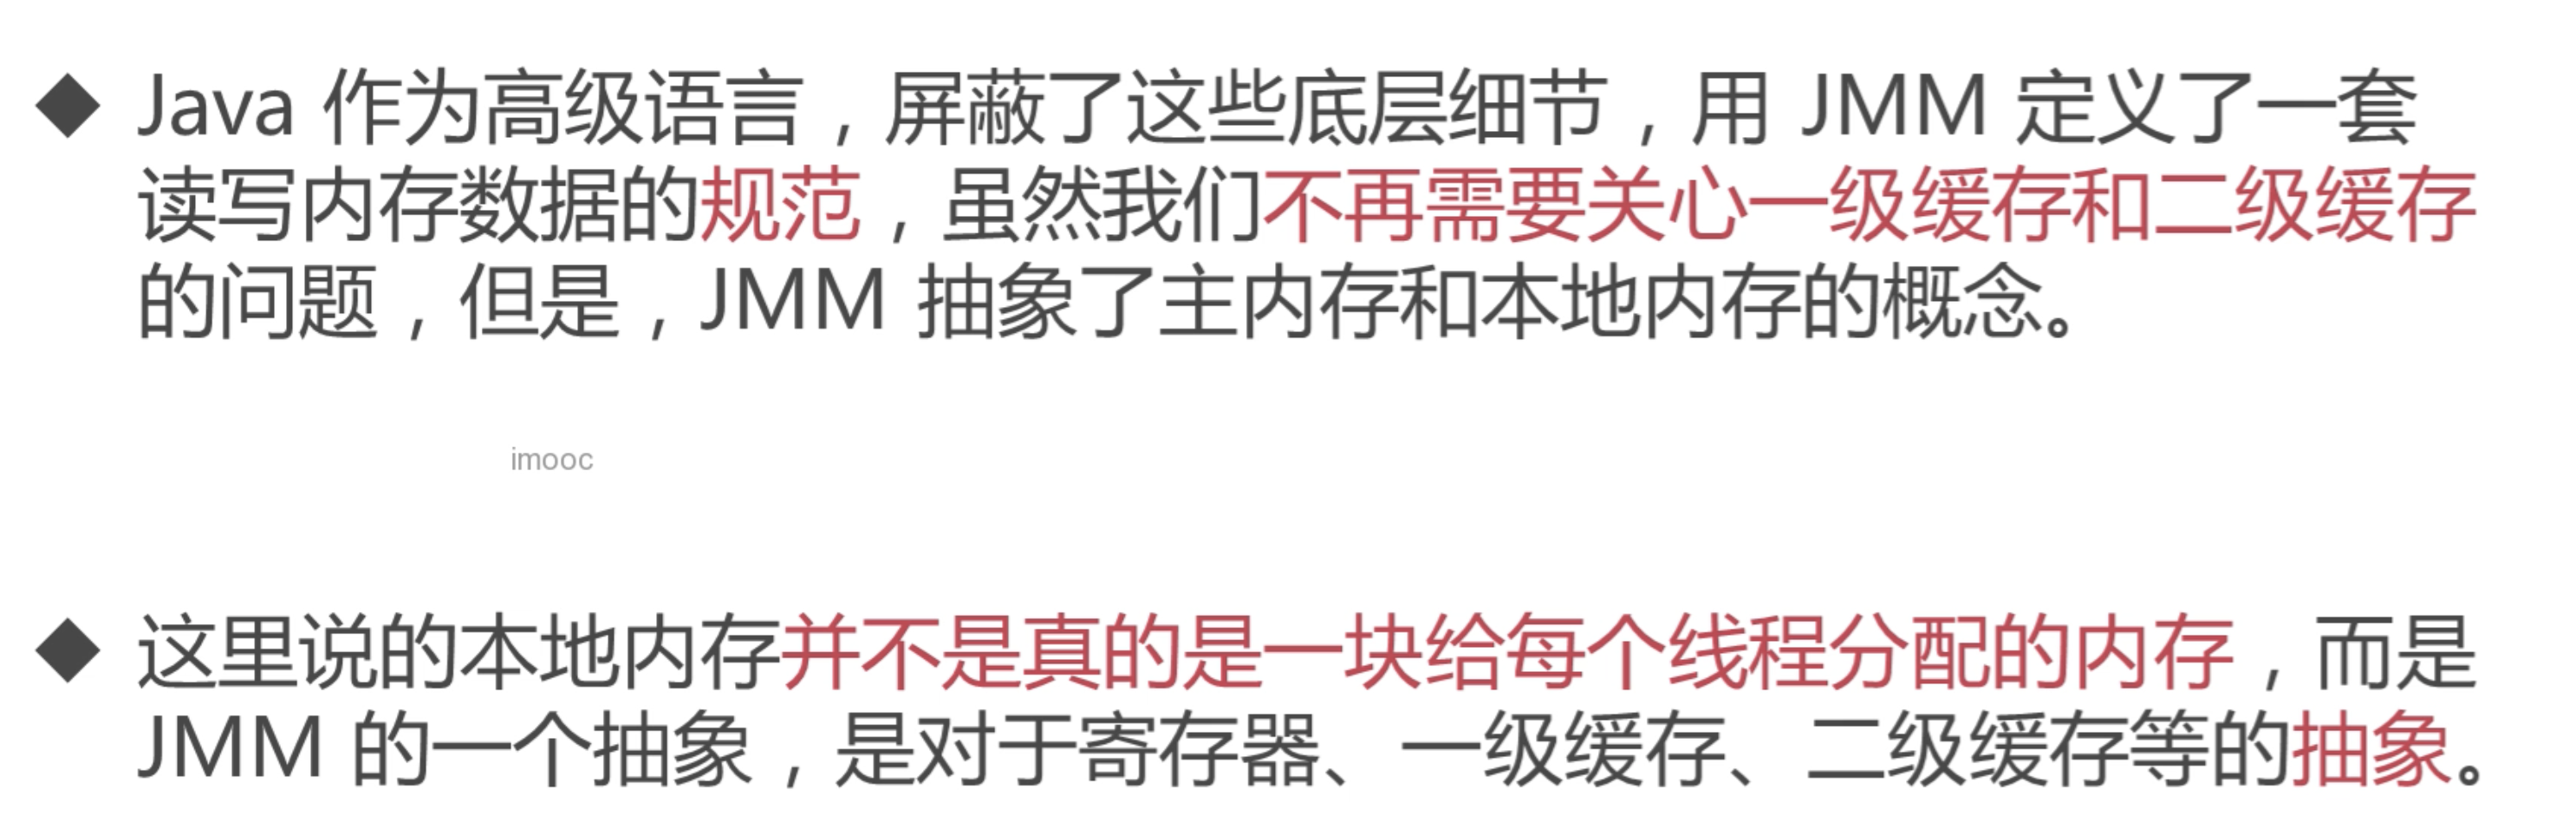 ◆ Java 作为高级语言，屏蔽了这些底层细节，用 JMM 定义了一套
读写内存数据的规范，虽然我们不再需要关心一级缓存和二级缓存
的问题，但是，JMM 抽象了主内存和本地内存的概念。
imooc
◆ 这里说的本地内存并不是真的是一块给每个线程分配的内存，而是
JMM 的一个抽象，是对于寄存器、一级缓存、二级缓存等的抽象。